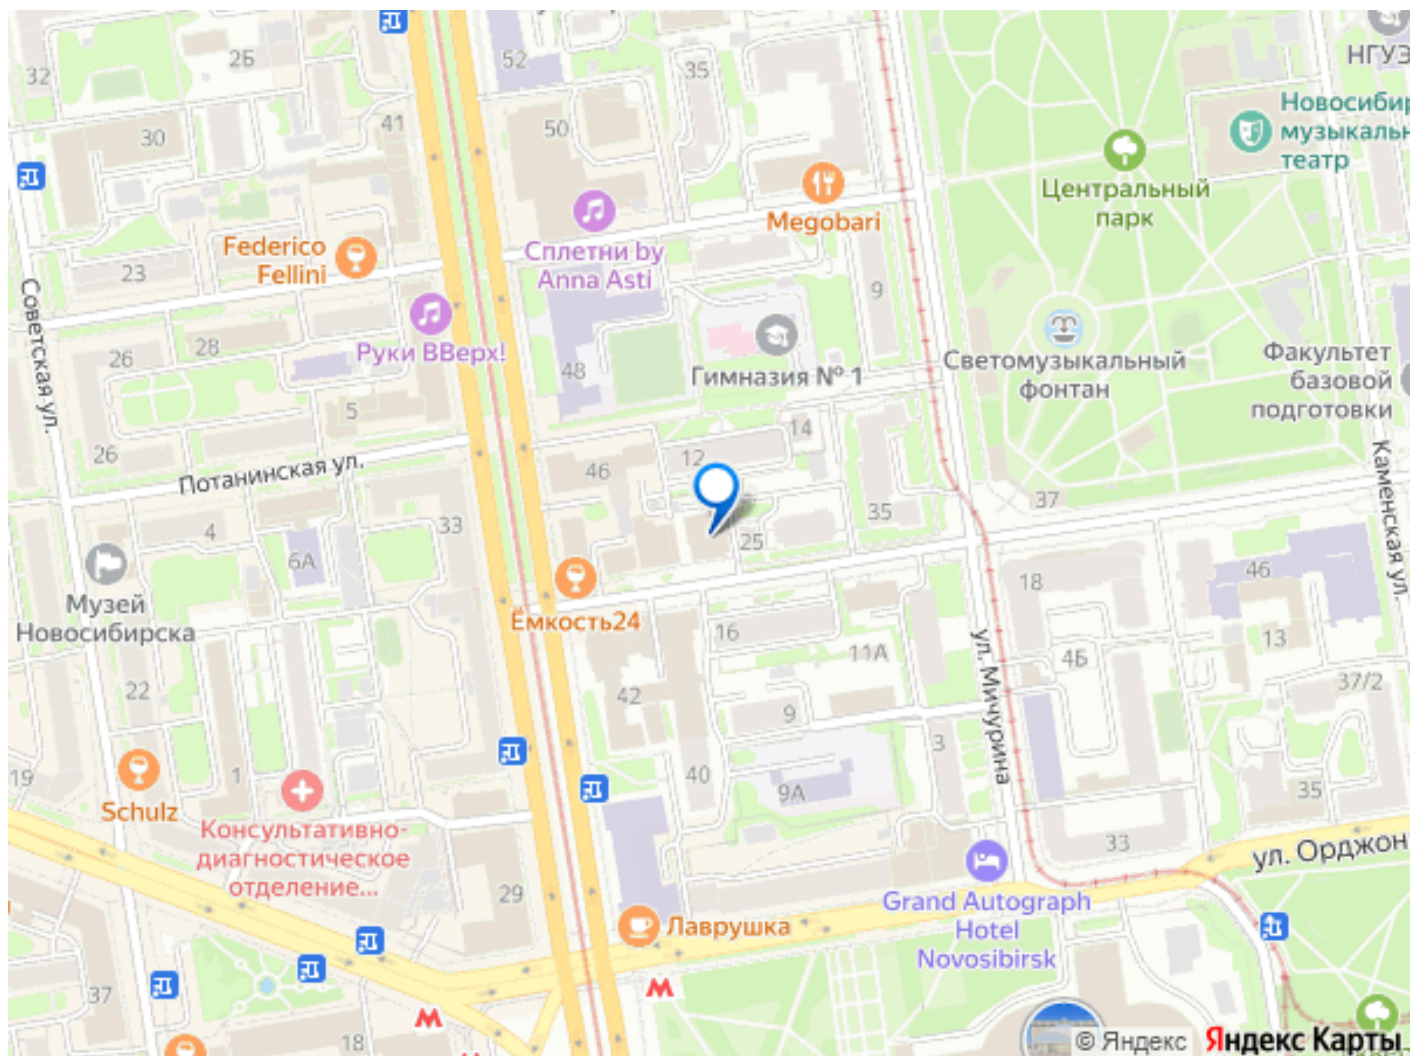 32
2Б
52
35
НГУЭ
41
30
50
Новосибир
музыкальн
театр
Центральный
парк
Megobari
Federico
Fellini
Сплетни by
Anna Asti
23
9
Советская ул.
26
28
Руки ВВерх!
48
Гимназия № 1
Светомузыкальный
фонтан
Факультет
базовой
подготовки
5
26
Потанинская ул.
46
12
14
Каменская ул.
4
33
6А
25
35
37
Музей
Новосибирска
Ёмкость24
16
11А
18
46
13
4Б
ул. Мичурина
22
42
9
3
37/2
19
1
40
9А
35
Schulz
Консультативно-
диагностическое
отделение...
29
33
ул. Орджон
Лаврушка
Grand Autograph
Hotel
Novosibirsk
37
18
М
М
М
© Яндекс
Яндекс Карты